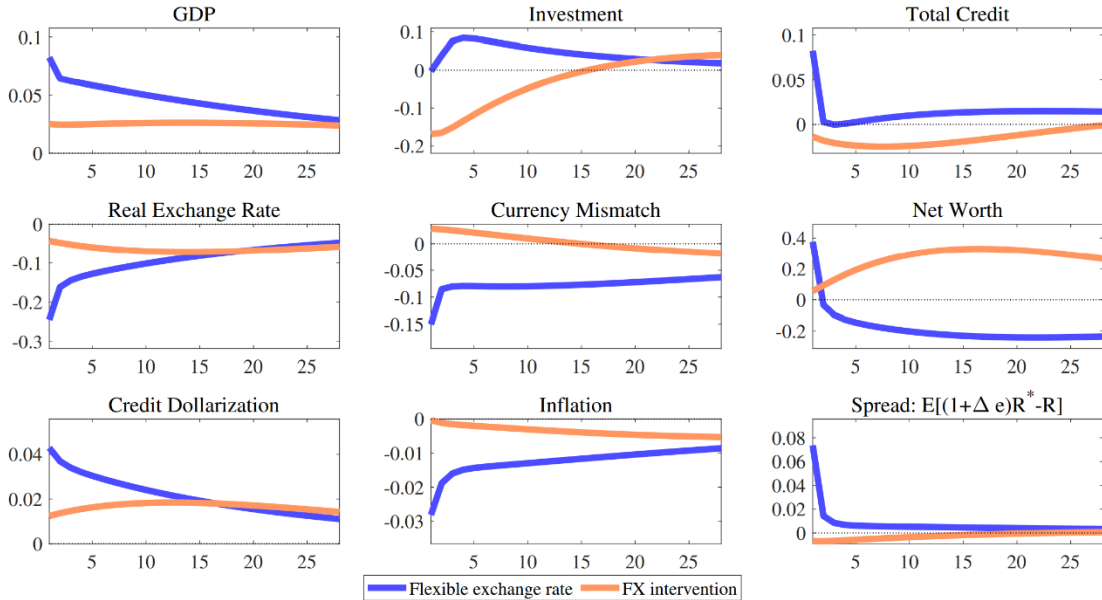 GDP
0.1
0.05
0
5 10 15 20 25
Investment
0.1
0
-0.1
-0.2
5 10 15 20 25
Total Credit
0.1
0.05
0
5 10 15 20 25
Real Exchange Rate
0
-0.1
-0.2
-0.3
5 10 15 20 25
Currency Mismatch
0
-0.05
-0.1
-0.15
5 10 15 20 25
Net Worth
0.4
0.2
0
-0.2
5 10 15 20 25
Credit Dollarization
0.04
0.02
0
5 10 15 20 25
Inflation
0
-0.01
-0.02
-0.03
5 10 15 20 25
Spread: E[(1+Δ e)R*-R]
0.08
0.06
0.04
0.02
0
5 10 15 20 25
Flexible exchange rate FX intervention